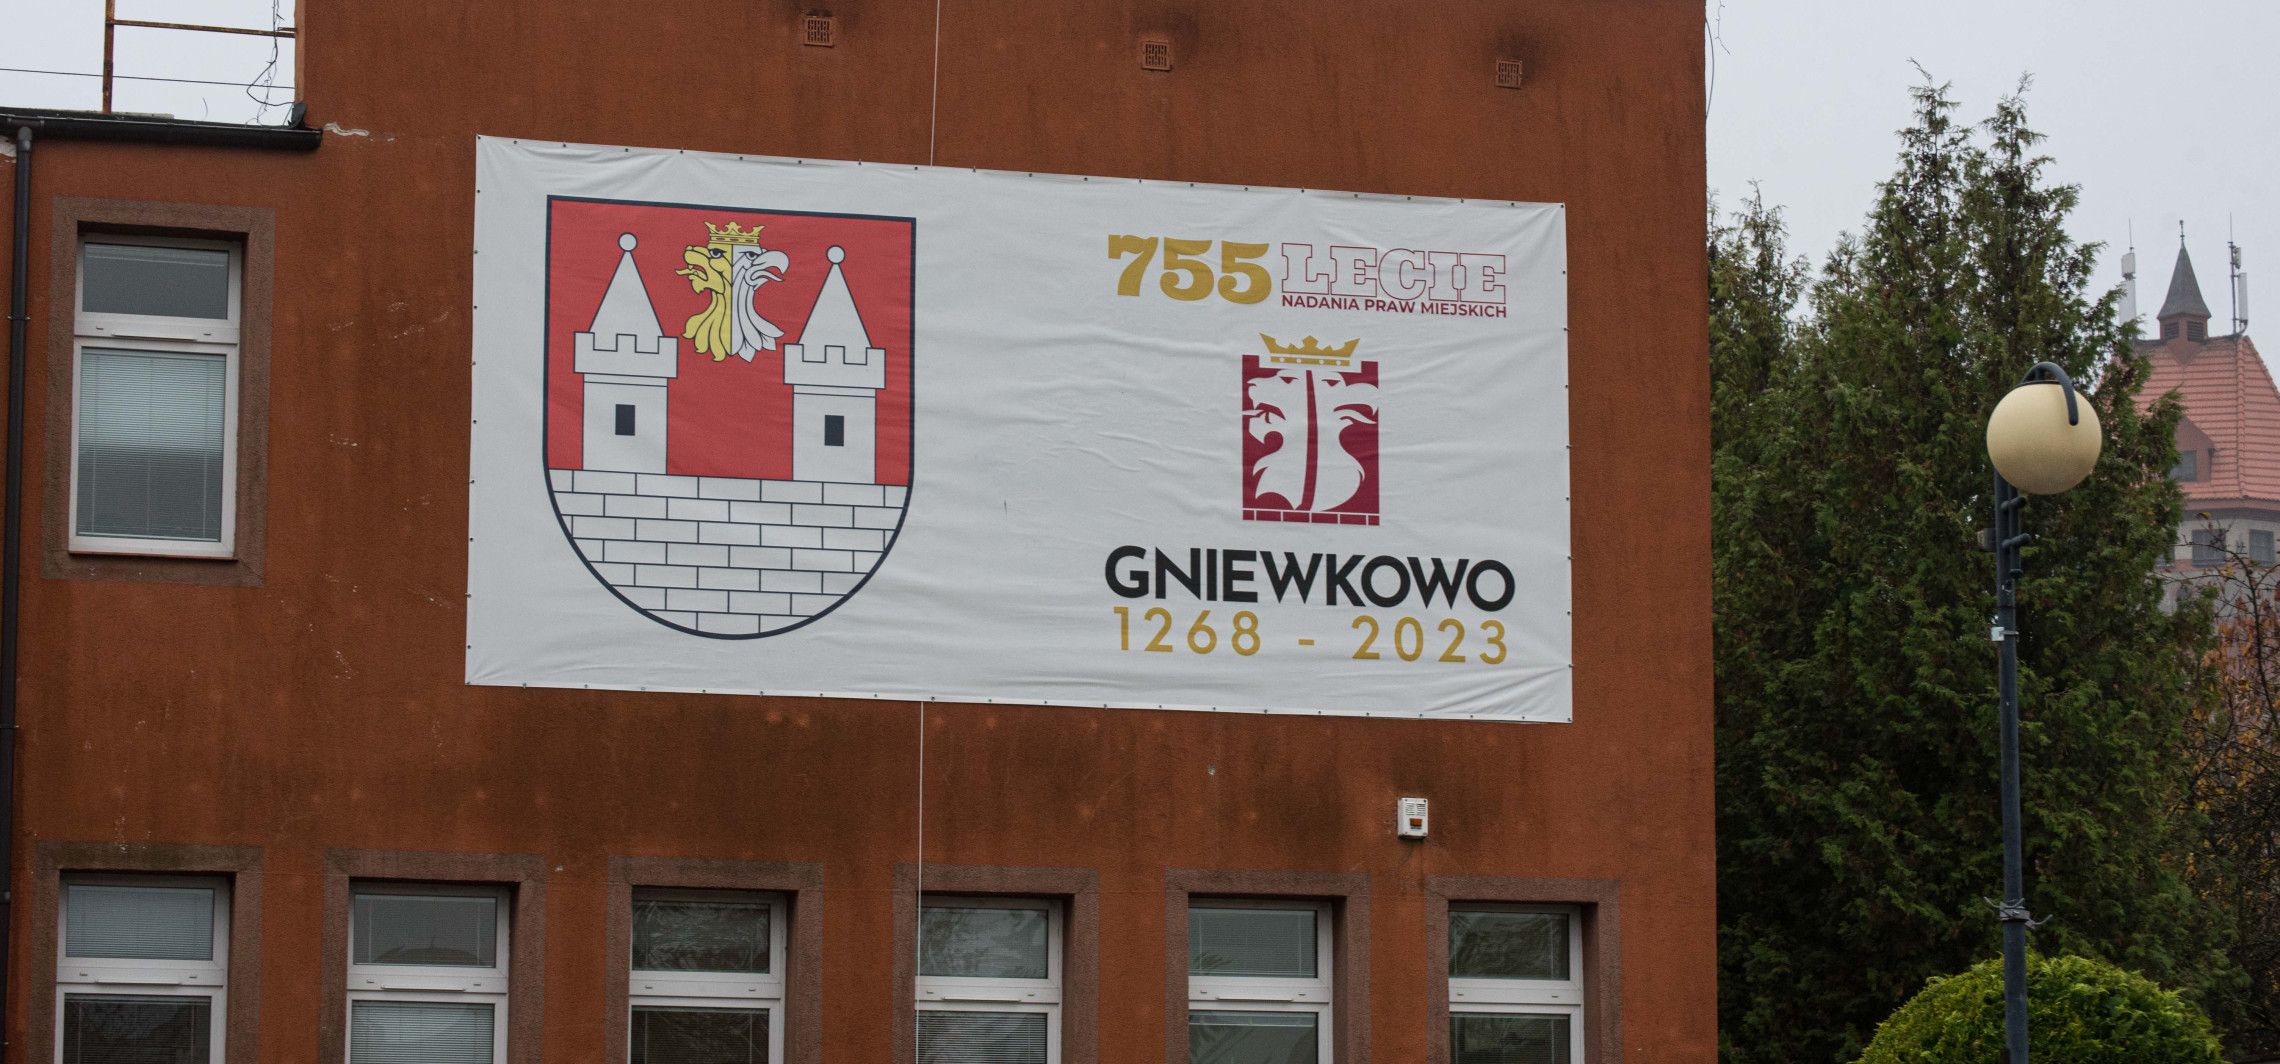 755 LECIE
NADANIA PRAW MIEJSKICH
GNIEWKOWO
1268 - 2023